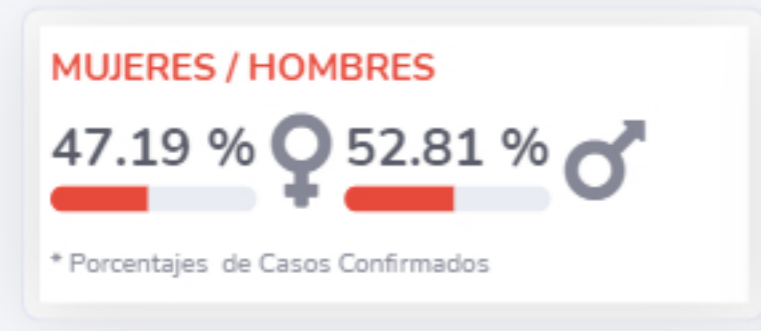 MUJERES / HOMBRES
47.19 % 52.81 %
* Porcentajes de Casos Confirmados